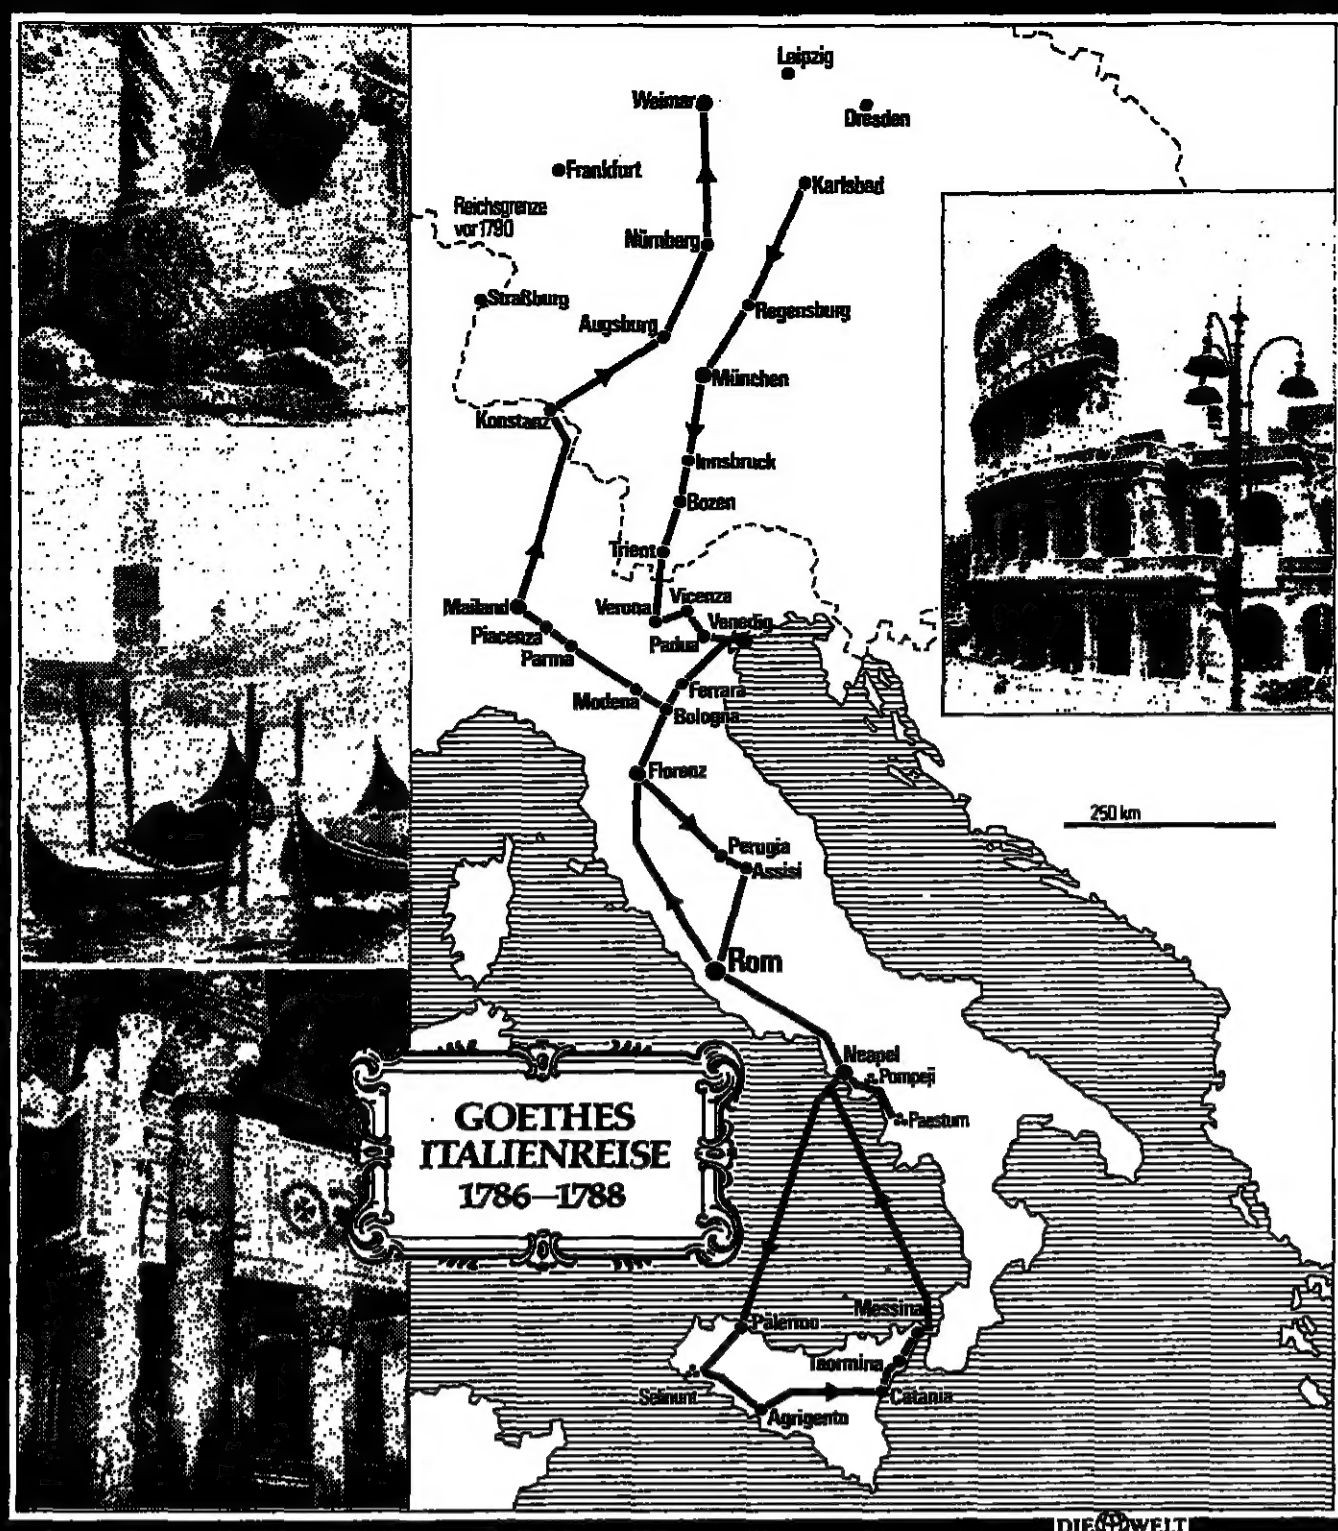 Leipzig
Weimar
Dresden
Frankfurt
Karlsbad
Reichsgrenze
vor 1790
Nürnberg
Straßburg
Regensburg
Augsburg
München
Konstanz
Innsbruck
Bozen
Trient
Vicenza
Mailand
Verona
Venedig
Piacenza
Padua
Parma
Ferrara
Modena
Bologna
Florenz
250 km
Perugia
Assisi
Rom
Neapel
Pompeji
Paestum
GOETHES
ITALIENREISE
1786—1788
Messina
Palermo
Taormina
Selinunt
Catania
Agrigento
DIE WELT